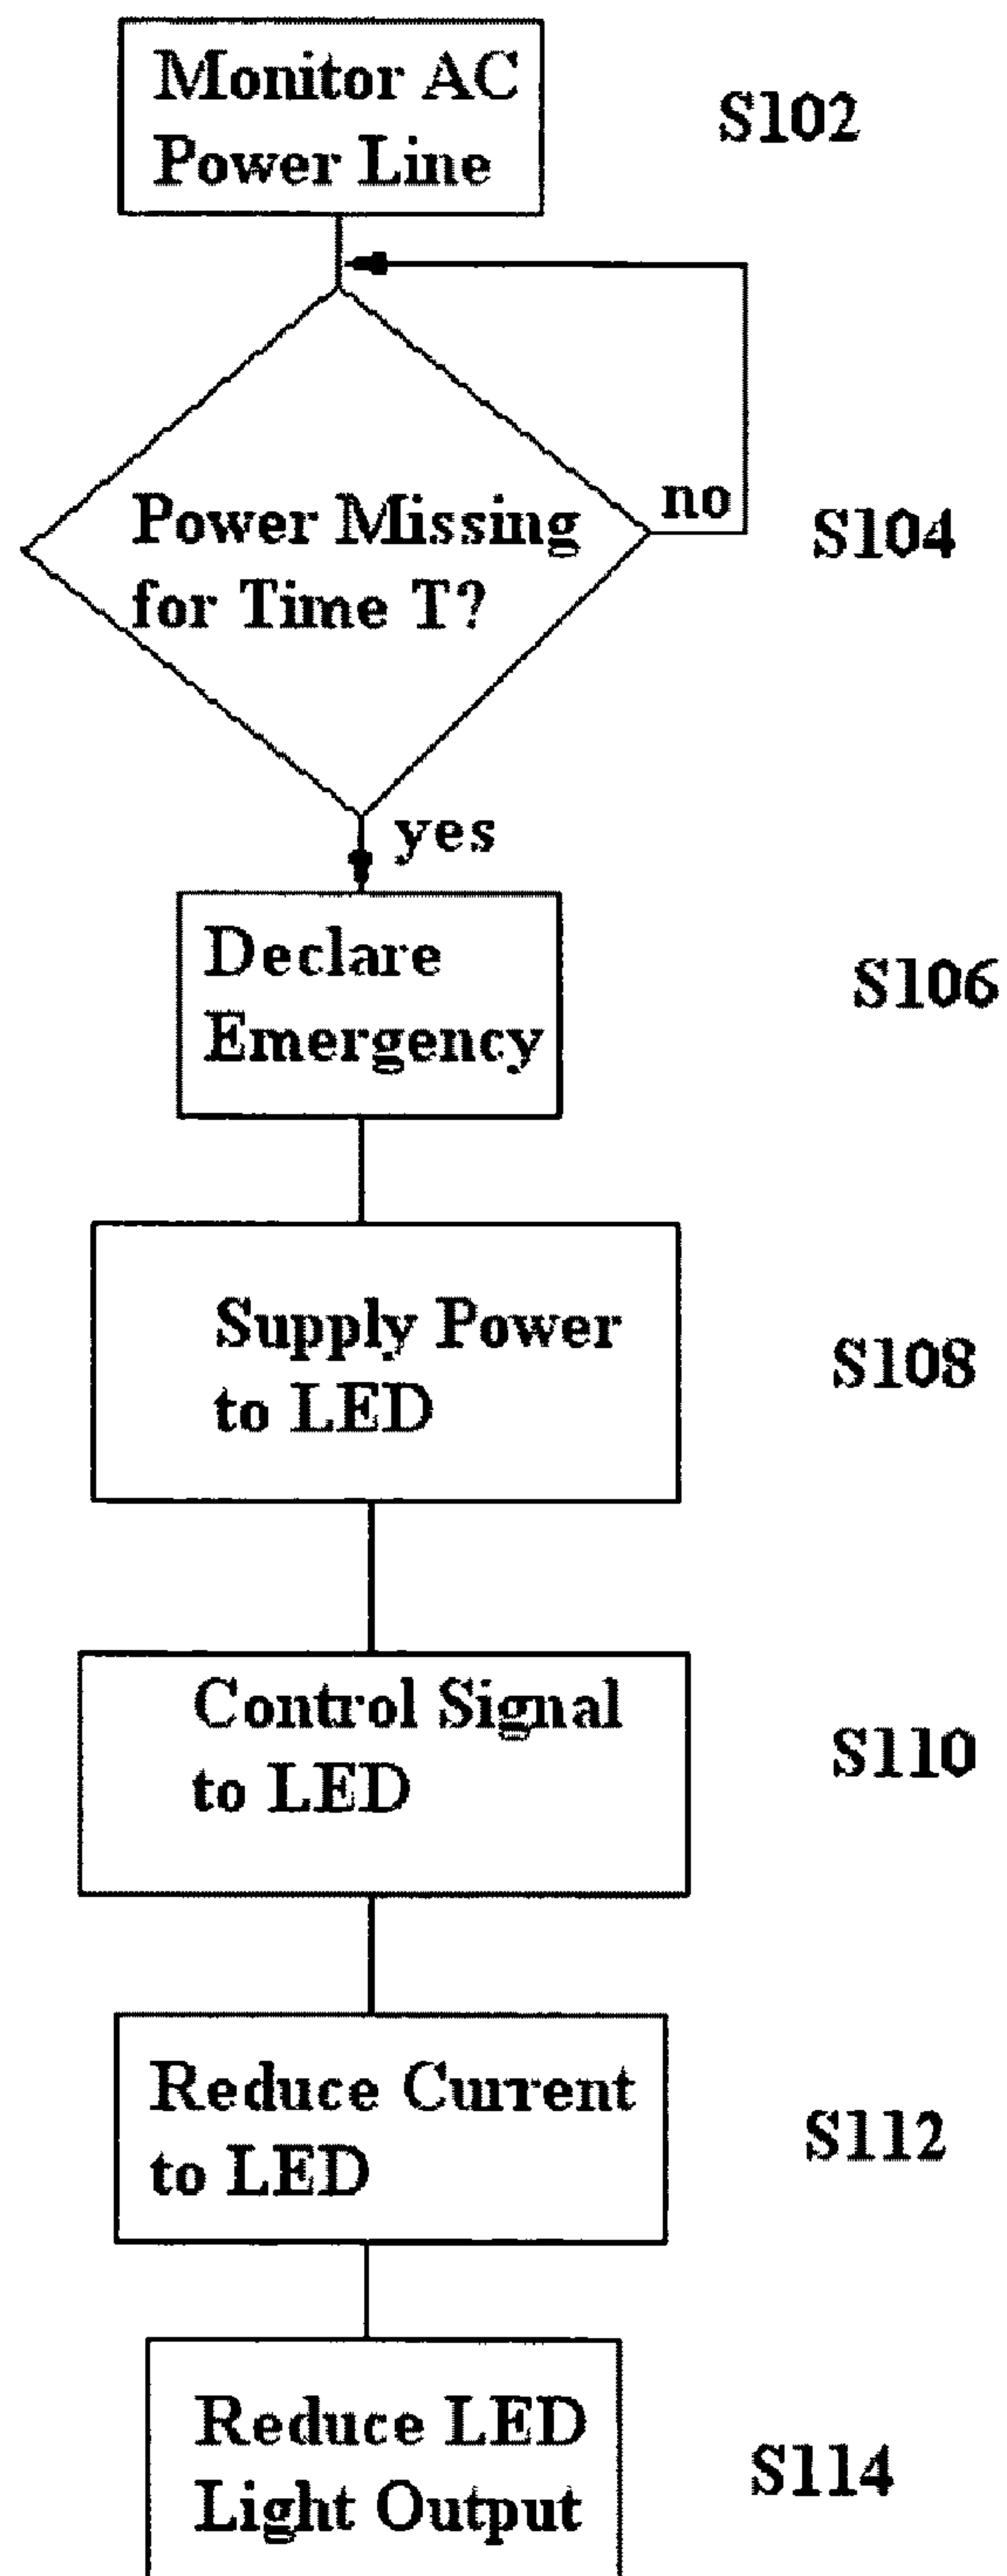 Monitor AC
Power Line
S102
no
Power Missing
for Time T?
S104
yes
Declare
Emergency
S106
Supply Power
to LED
S108
Control Signal
to LED
S110
Reduce Current
to LED
S112
Reduce LED
Light Output
S114